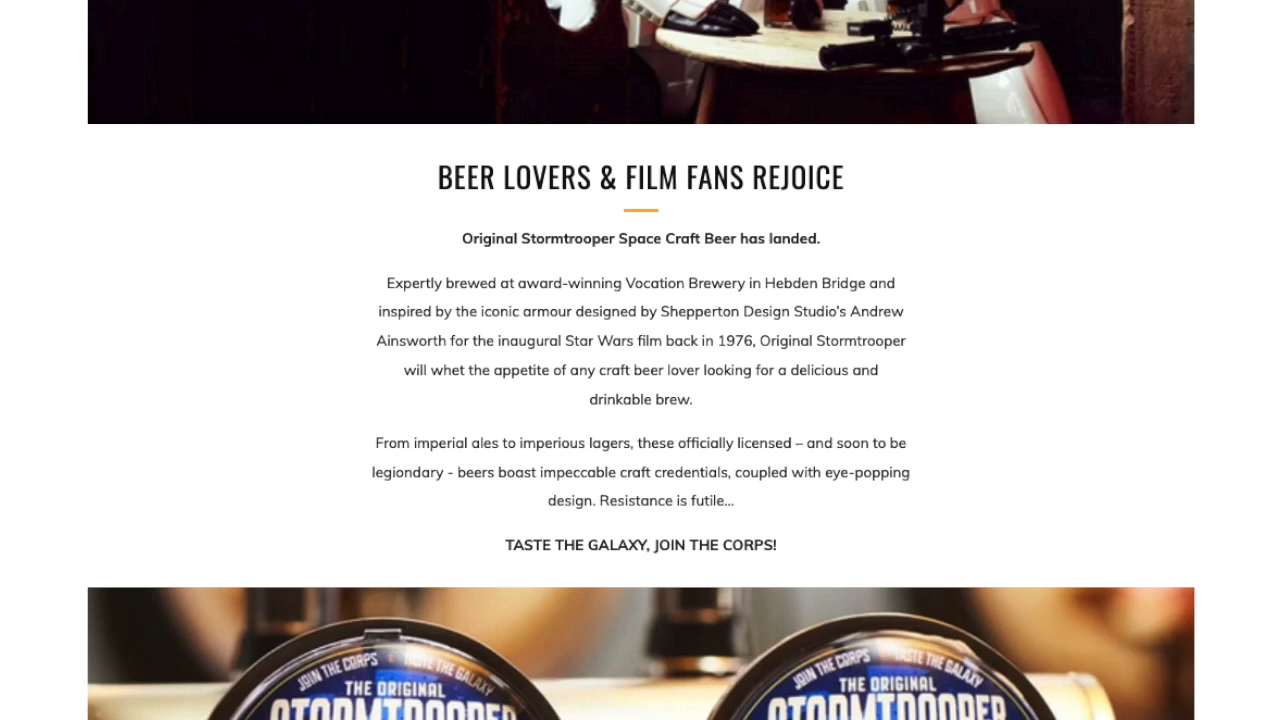 BEER LOVERS & FILM FANS REJOICE
Original Stormtrooper Space Craft Beer has landed.
Expertly brewed at award-winning Vocation Brewery in Hebden Bridge and
inspired by the iconic armour designed by Shepperton Design Studio's Andrew
Ainsworth for the inaugural Star Wars film back in 1976, Original Stormtrooper
will whet the appetite of any craft beer lover looking for a delicious and
drinkable brew.
From imperial ales to imperious lagers, these officially licensed – and soon to be
legiondary - beers boast impeccable craft credentials, coupled with eye-popping
design. Resistance is futile...
TASTE THE GALAXY, JOIN THE CORPS!
JOIN THE CORPS TASTE THE GALAXY
THE ORIGINAL
STORMTROOPER
JOIN THE CORPS TASTE THE GALAXY
THE ORIGINAL
STORMTROOPER